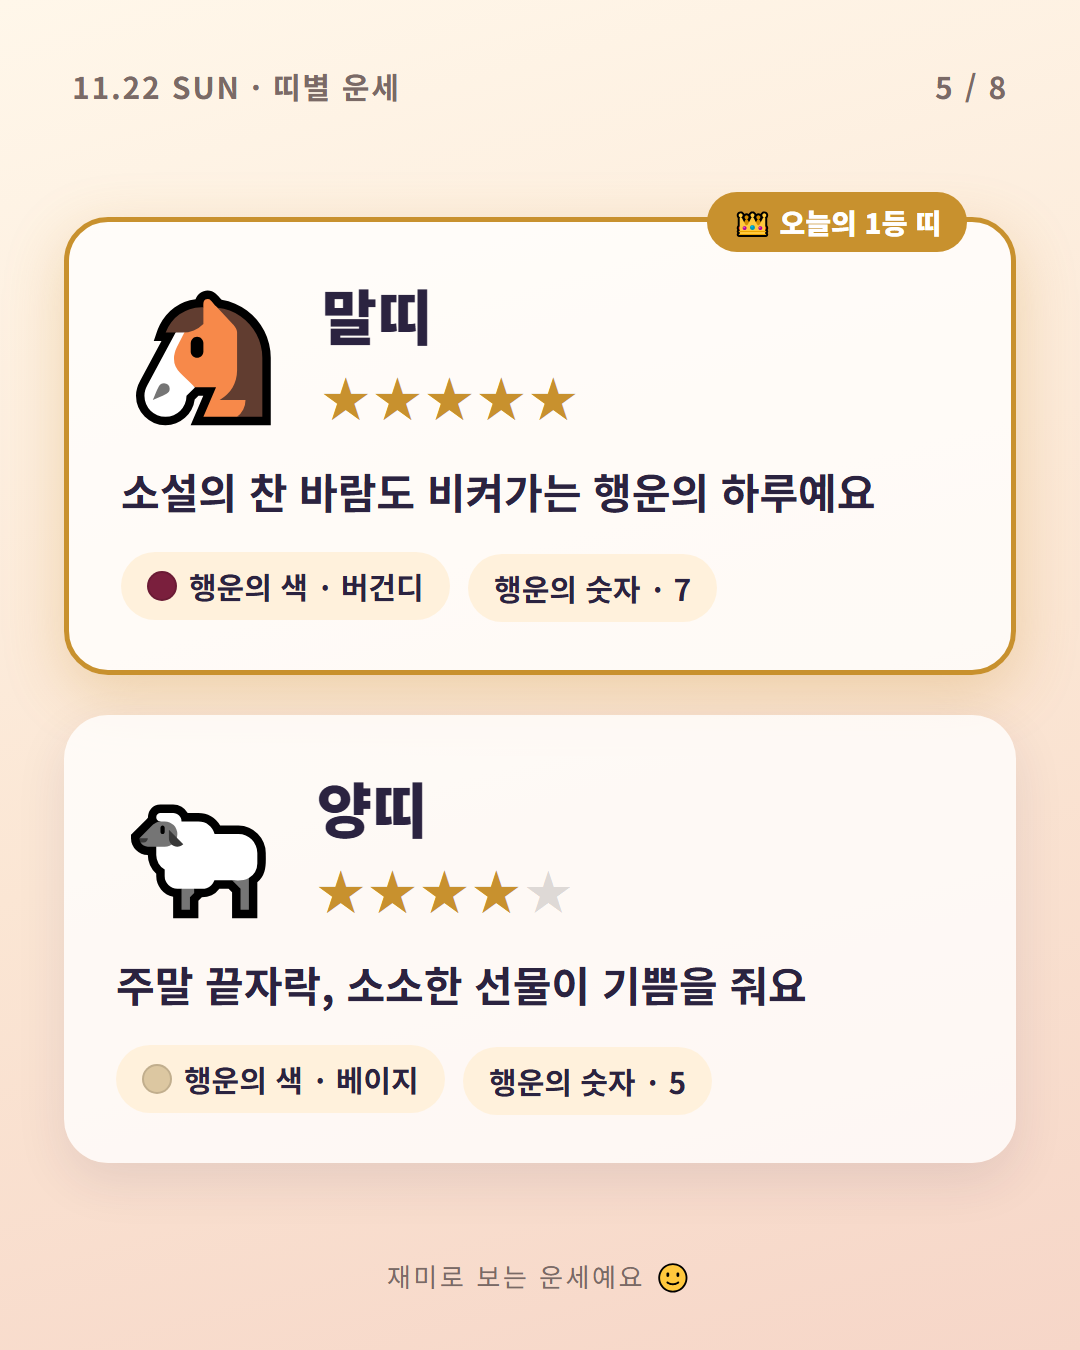 11.22 SUN · 띠별 운세
5 / 8
오늘의 1등 띠
말띠
★★★★★
소설의 찬 바람도 비켜가는 행운의 하루예요
행운의 색 · 버건디
행운의 숫자 · 7
양띠
★★★★★
주말 끝자락, 소소한 선물이 기쁨을 줘요
행운의 색 · 베이지
행운의 숫자 · 5
재미로 보는 운세예요